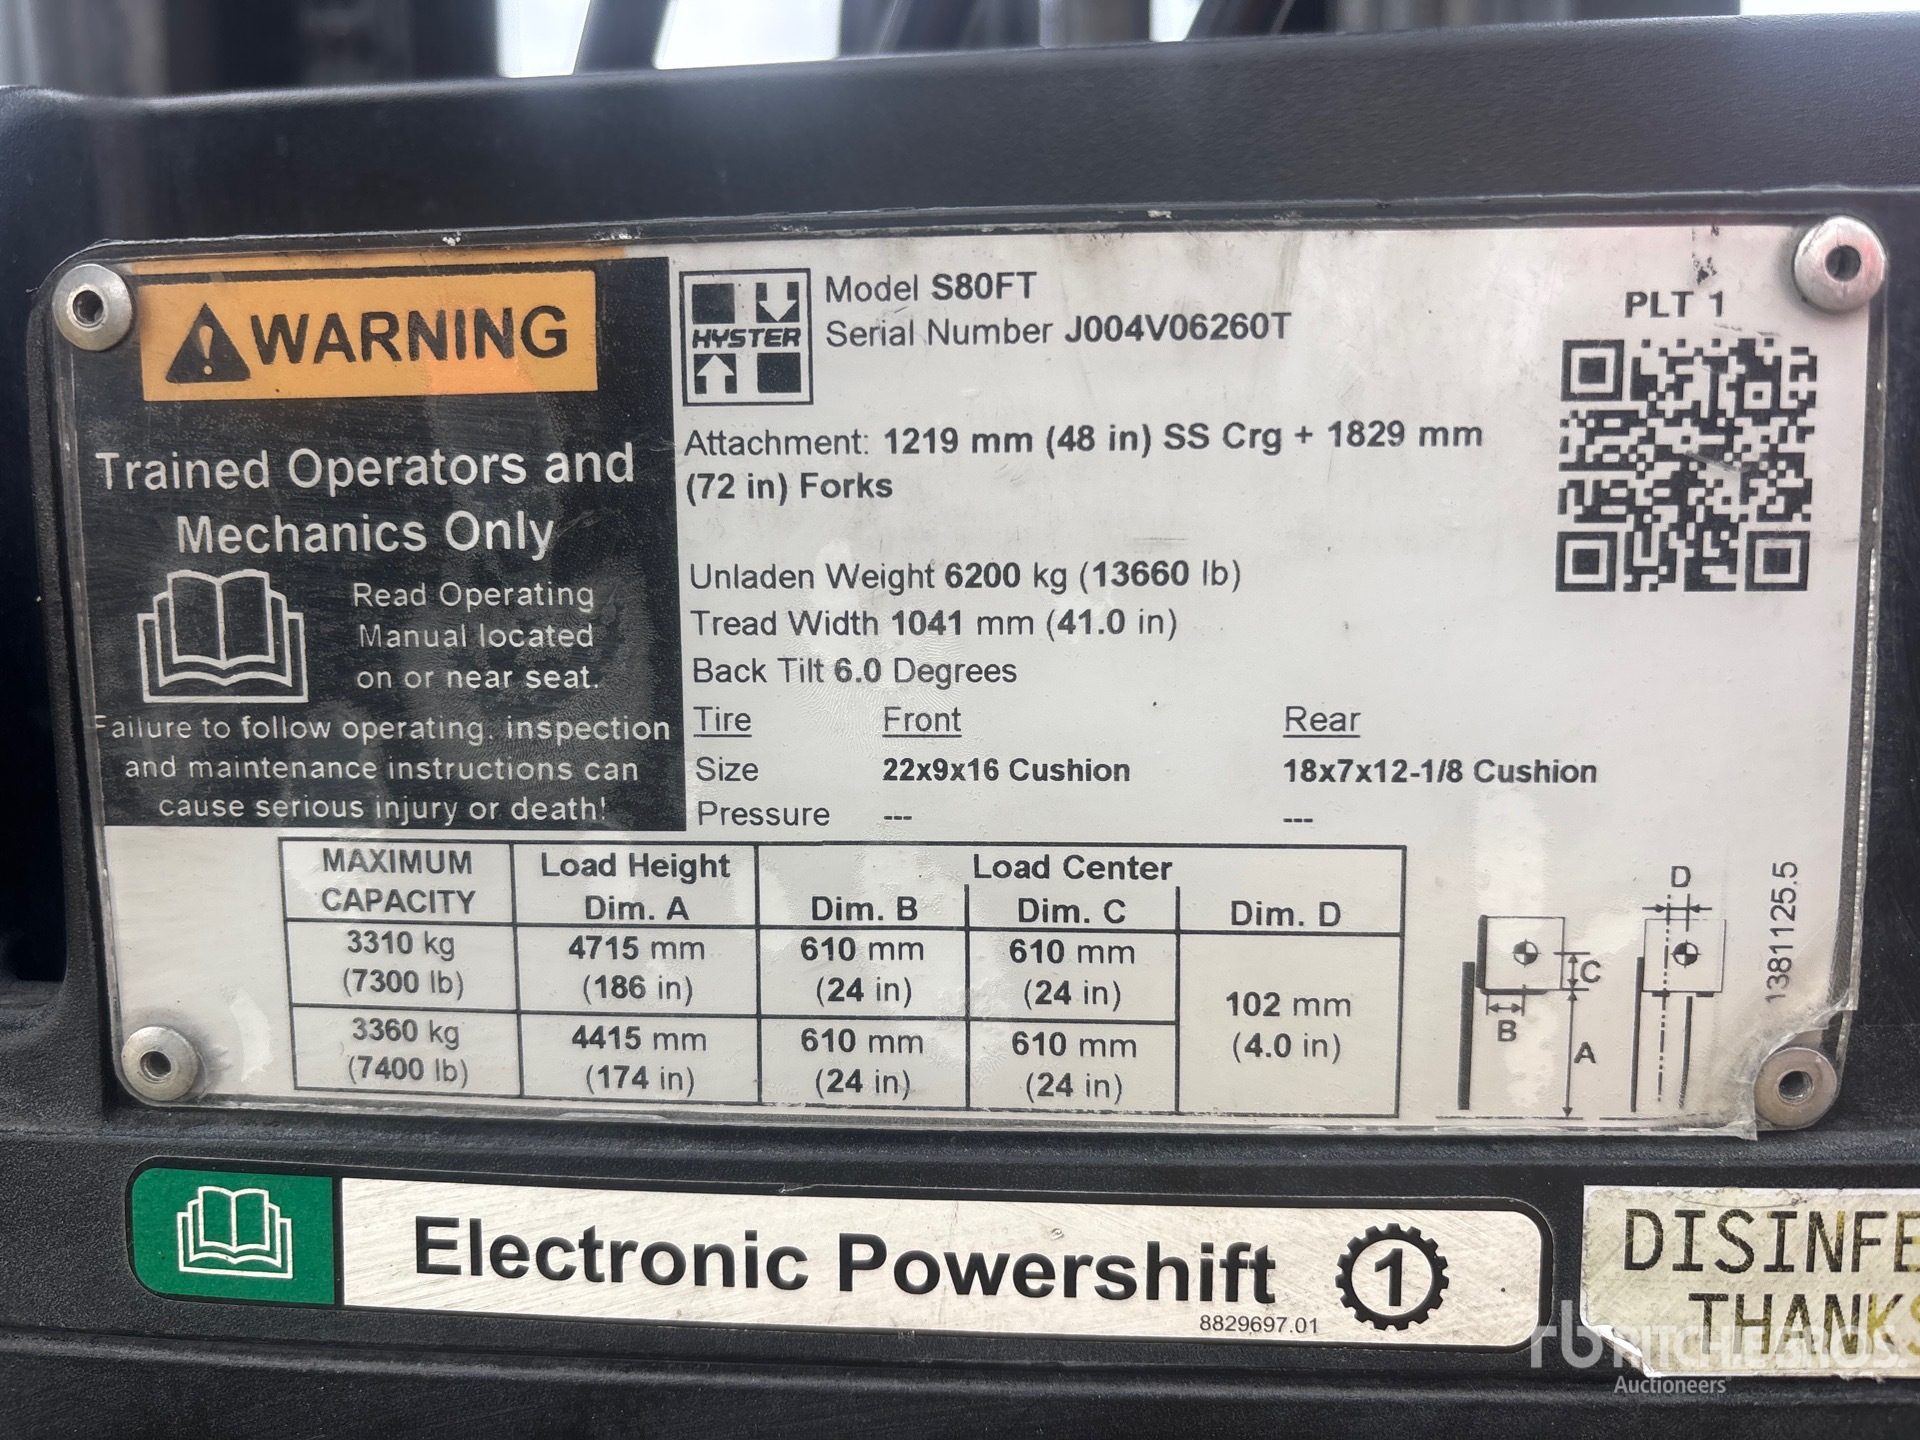 WARNING
Trained Operators and
Mechanics Only
Read Operating
Manual located
on or near seat.
Failure to follow operating, inspection
and maintenance instructions can
cause serious injury or death!
HYSTER
Model S80FT
Serial Number J004V06260T
PLT 1
Attachment: 1219 mm (48 in) SS Crg + 1829 mm
(72 in) Forks
Unladen Weight 6200 kg (13660 lb)
Tread Width 1041 mm (41.0 in)
Back Tilt 6.0 Degrees
Tire Front Rear
Size 22x9x16 Cushion 18x7x12-1/8 Cushion
Pressure --- ---
MAXIMUM CAPACITY Load Height Dim. A Load Center
Dim. B Dim. C Dim. D
3310 kg 4715 mm 610 mm 610 mm
(7300 lb) (186 in) (24 in) (24 in)
102 mm
(4.0 in)
3360 kg 4415 mm 610 mm 610 mm
(7400 lb) (174 in) (24 in) (24 in)
D
C
B
A
1381125.5
Electronic Powershift 1
8829697.01
DISINFE
THANKS
rb RITCHIE BROS.
Auctioneers